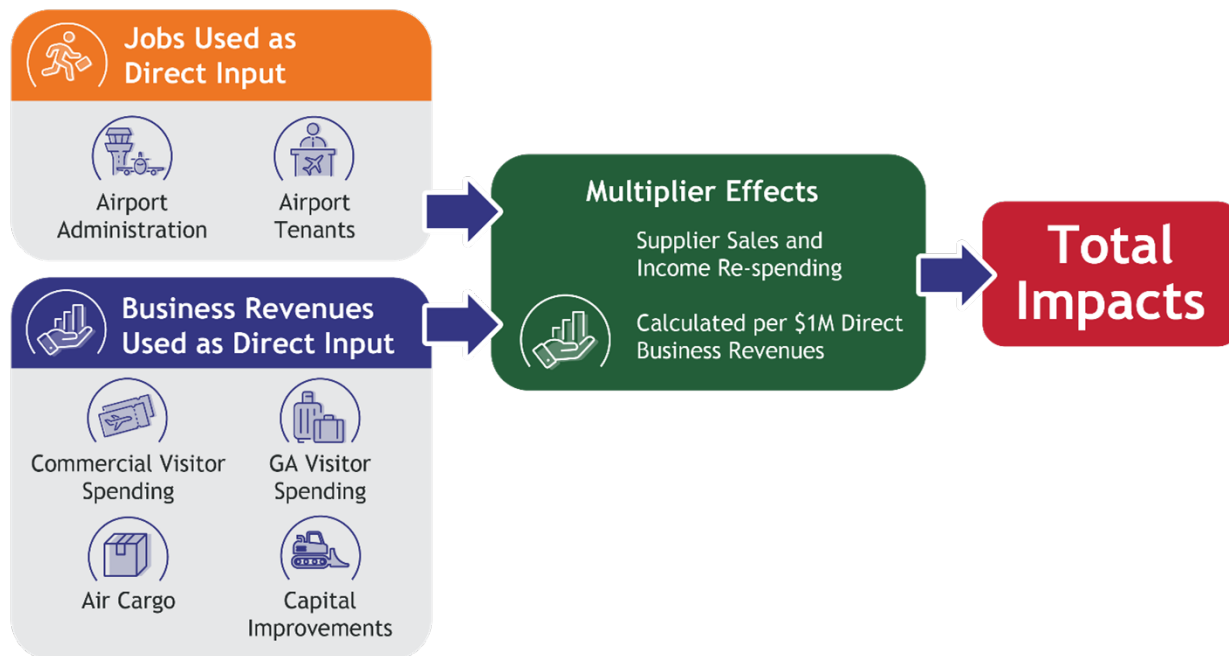 Jobs Used as
Direct Input
Airport
Administration
Airport
Tenants
Business Revenues
Used as Direct Input
Commercial Visitor
Spending
GA Visitor
Spending
Air Cargo
Capital
Improvements
Multiplier Effects
Supplier Sales and
Income Re-spending
Calculated per $1M Direct
Business Revenues
Total
Impacts